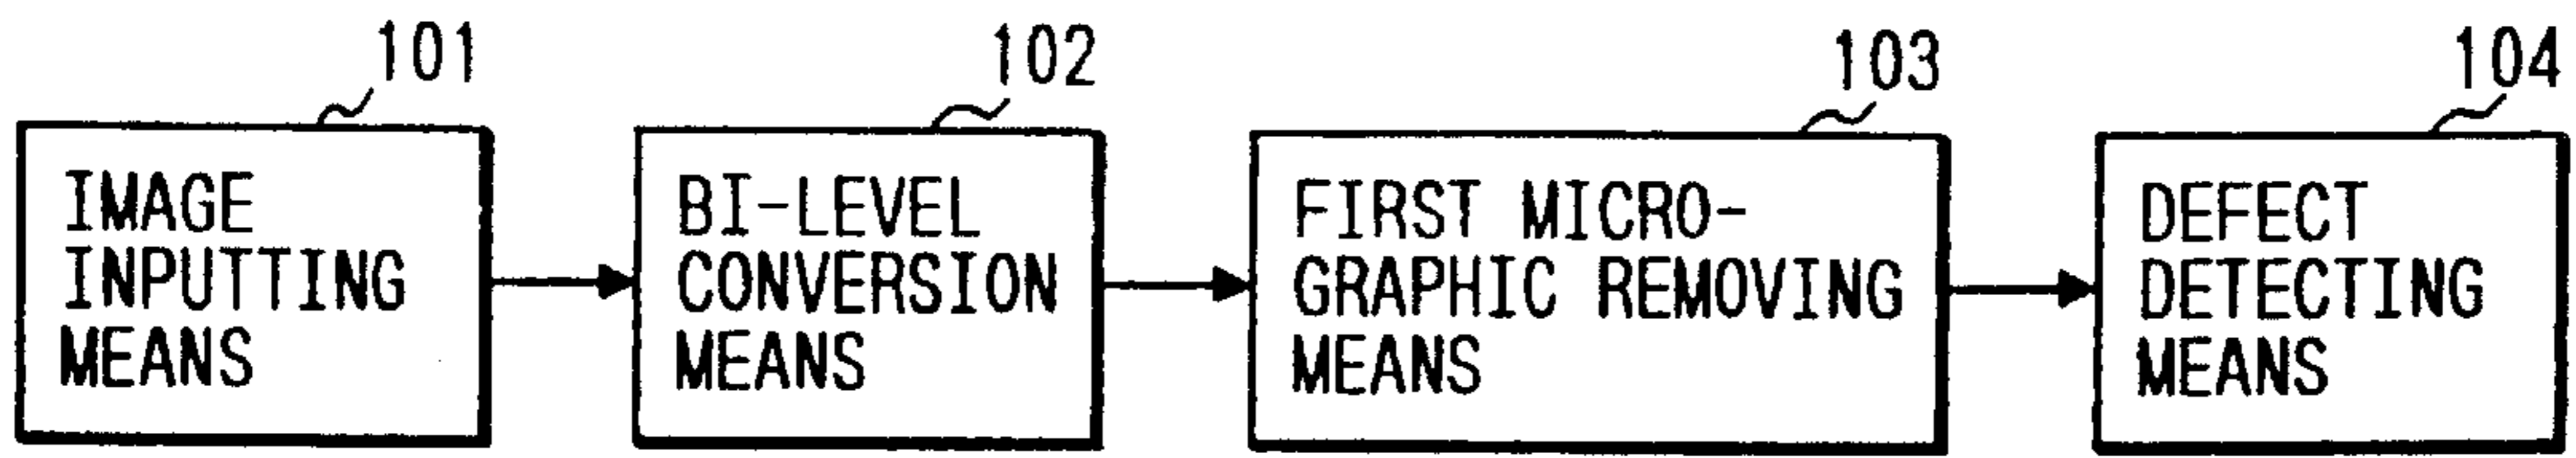 101
IMAGE
INPUTTING
MEANS
102
BI-LEVEL
CONVERSION
MEANS
103
FIRST MICRO-
GRAPHIC REMOVING
MEANS
104
DEFECT
DETECTING
MEANS